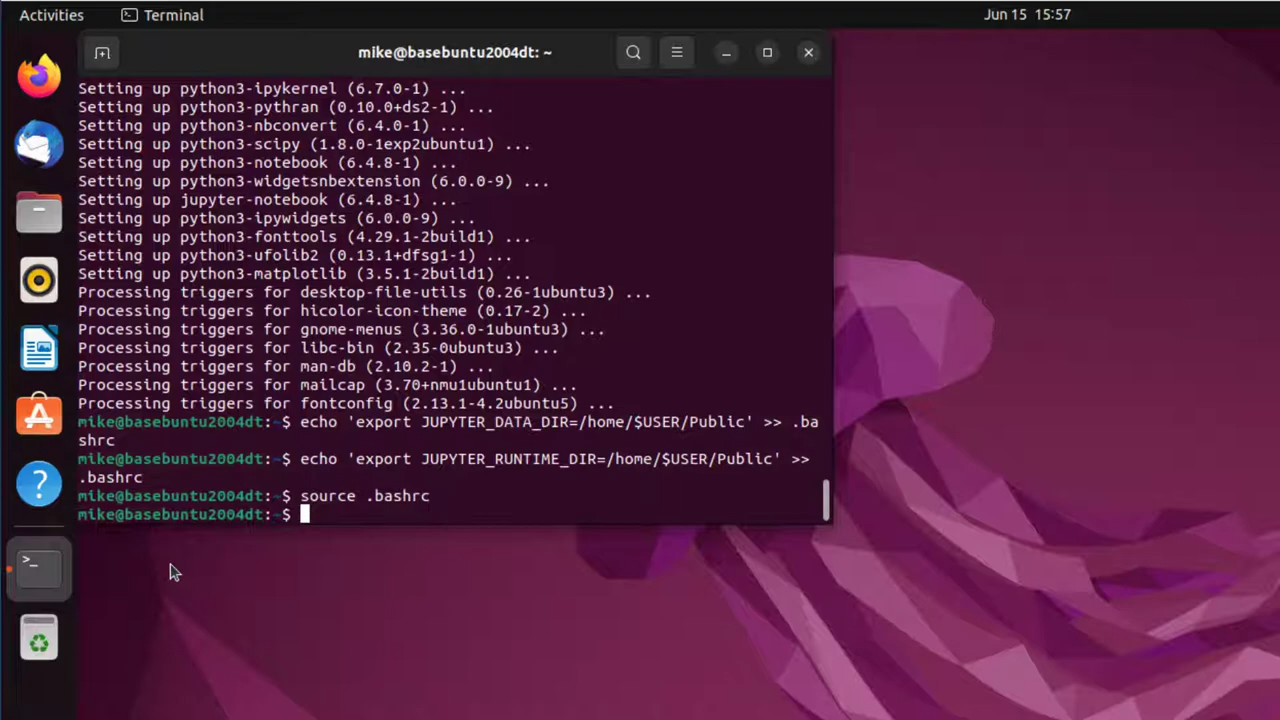 Activities
Terminal
Jun 15 15:57
mike@basebuntu2004dt: ~
Setting up python3-ipykernel (6.7.0-1) ...
Setting up python3-pythran (0.10.0+ds2-1) ...
Setting up python3-nbconvert (6.4.0-1) ...
Setting up python3-scipy (1.8.0-1exp2ubuntu1) ...
Setting up python3-notebook (6.4.8-1) ...
Setting up python3-widgetsnbextension (6.0.0-9) ...
Setting up jupyter-notebook (6.4.8-1) ...
Setting up python3-ipywidgets (6.0.0-9) ...
Setting up python3-fonttools (4.29.1-2build1) ...
Setting up python3-ufolib2 (0.13.1+dfsg1-1) ...
Setting up python3-matplotlib (3.5.1-2build1) ...
Processing triggers for desktop-file-utils (0.26-1ubuntu3) ...
Processing triggers for hicolor-icon-theme (0.17-2) ...
Processing triggers for gnome-menus (3.36.0-1ubuntu3) ...
Processing triggers for libc-bin (2.35-0ubuntu3) ...
Processing triggers for man-db (2.10.2-1) ...
Processing triggers for mailcap (3.70+nmu1ubuntu1) ...
Processing triggers for fontconfig (2.13.1-4.2ubuntu5) ...
mike@basebuntu2004dt:~$ echo 'export JUPYTER_DATA_DIR=/home/$USER/Public' >> .ba
shrc
mike@basebuntu2004dt:~$ echo 'export JUPYTER_RUNTIME_DIR=/home/$USER/Public' >>
.bashrc
mike@basebuntu2004dt:~$ source .bashrc
mike@basebuntu2004dt:~$